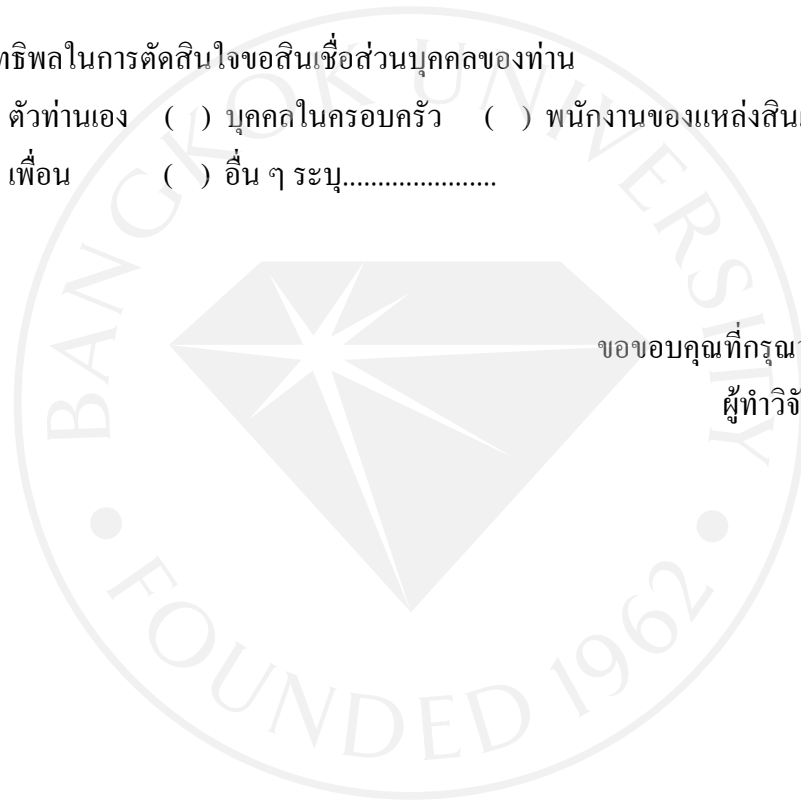 ทธิพลในการตัดสินใจขอสินเชื่อส่วนบุคคลของท่าน
ตัวท่านเอง ( ) บุคคลในครอบครัว ( ) พนักงานของแหล่งสิน
เพื่อน ( ) อื่น ๆ ระบุ......................
ขอขอบคุณที่กรุณ
ผู้ทำวิจั
BANGKOK UNIVERSITY
FOUNDED 1962